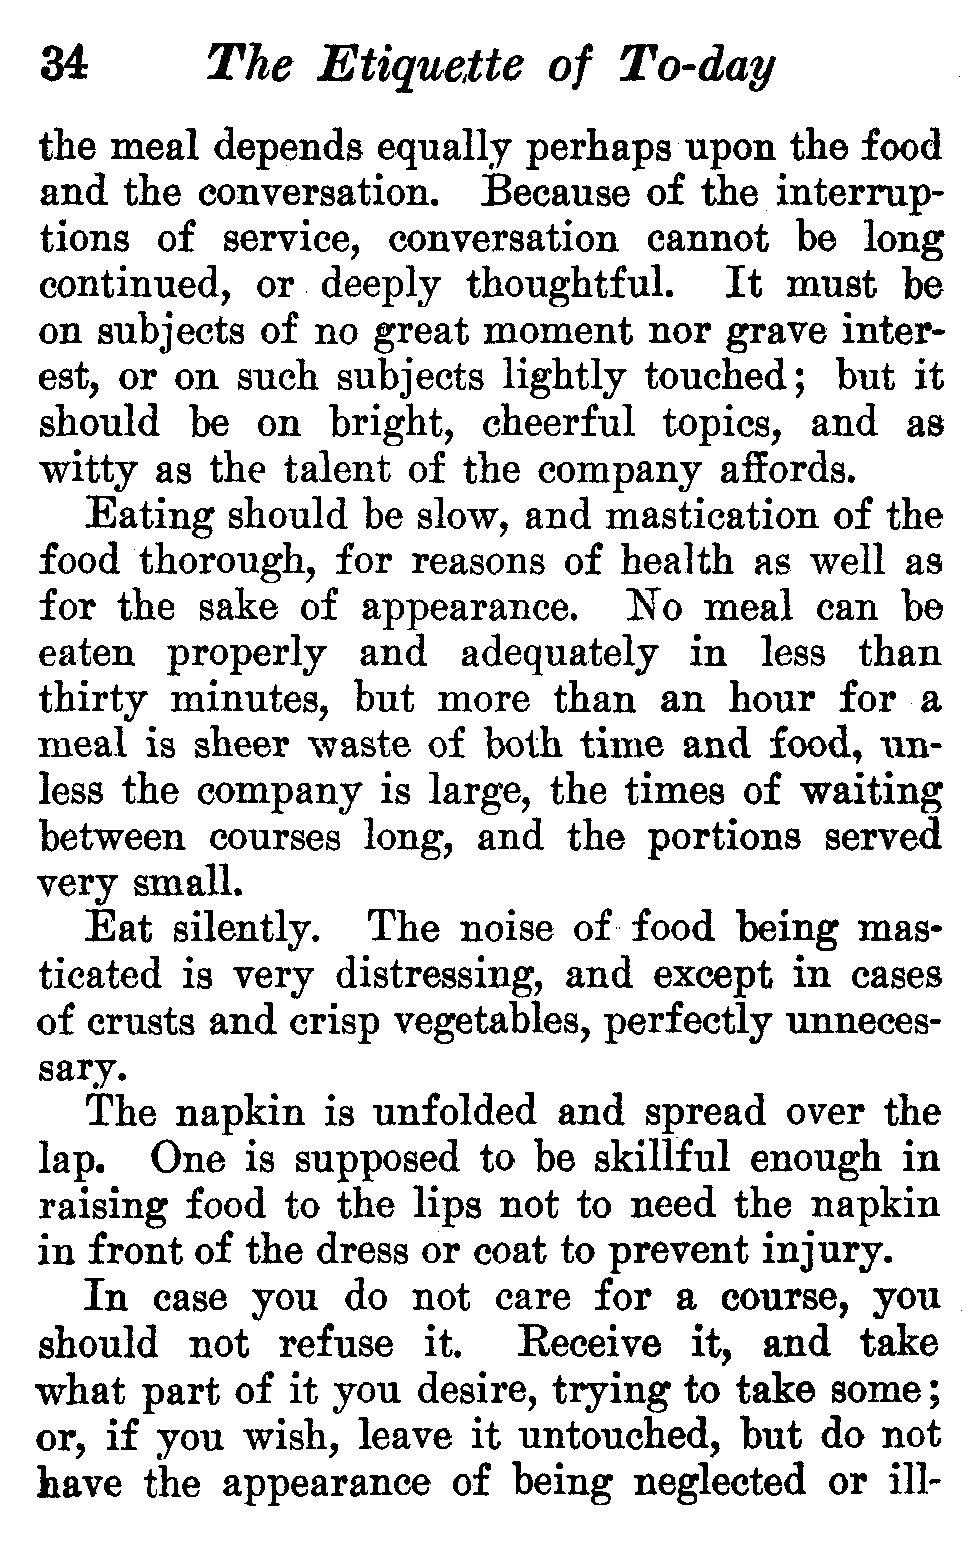 34 The Etiquette of To-day
the meal depends equally perhaps upon the food
and the conversation. Because of the interrup-
tions of service, conversation cannot be long
continued, or deeply thoughtful. It must be
on subjects of no great moment nor grave inter-
est, or on such subjects lightly touched; but it
should be on bright, cheerful topics, and as
witty as the talent of the company affords.
Eating should be slow, and mastication of the
food thorough, for reasons of health as well as
for the sake of appearance. No meal can be
eaten properly and adequately in less than
thirty minutes, but more than an hour for a
meal is sheer waste of both time and food, un-
less the company is large, the times of waiting
between courses long, and the portions served
very small.
Eat silently. The noise of food being mas-
ticated is very distressing, and except in cases
of crusts and crisp vegetables, perfectly unneces-
sary.
The napkin is unfolded and spread over the
lap. One is supposed to be skillful enough in
raising food to the lips not to need the napkin
in front of the dress or coat to prevent injury.
In case you do not care for a course, you
should not refuse it. Receive it, and take
what part of it you desire, trying to take some;
or, if you wish, leave it untouched, but do not
have the appearance of being neglected or ill-